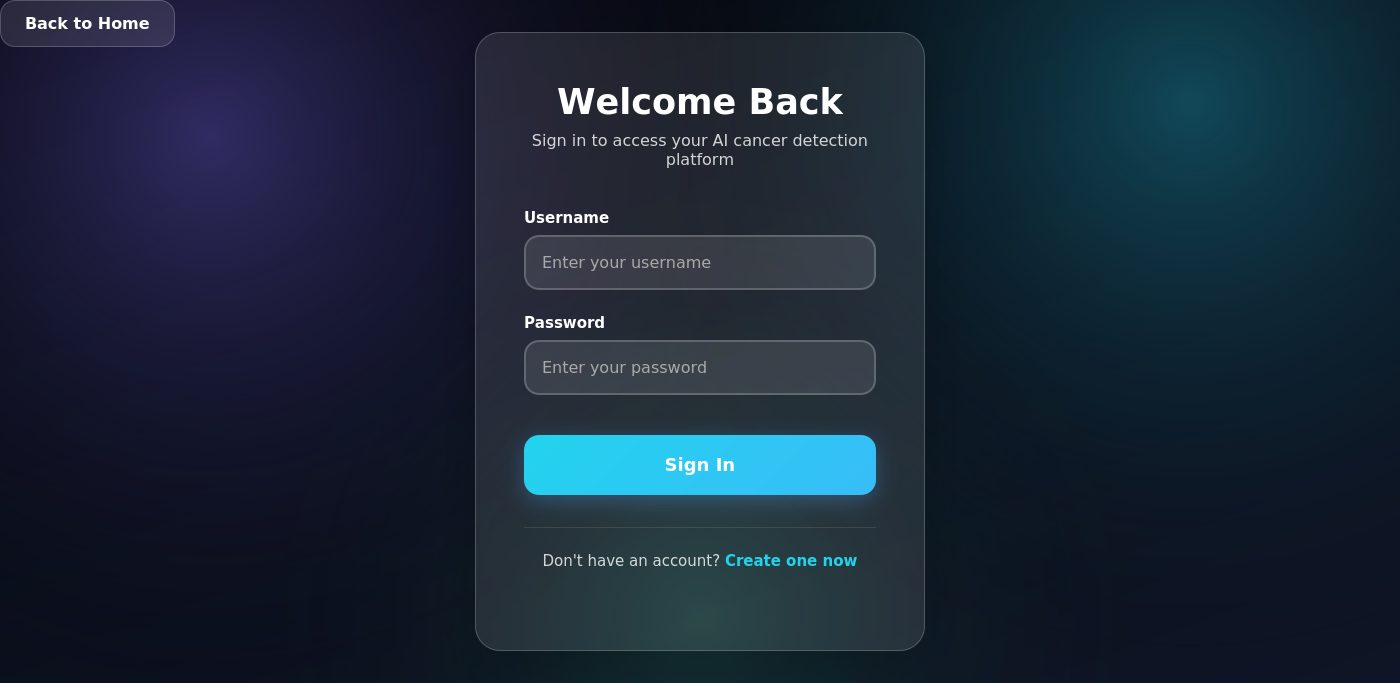 Back to Home
Welcome Back
Sign in to access your AI cancer detection
platform
Username
Enter your username
Password
Enter your password
Sign In
Don't have an account? Create one now